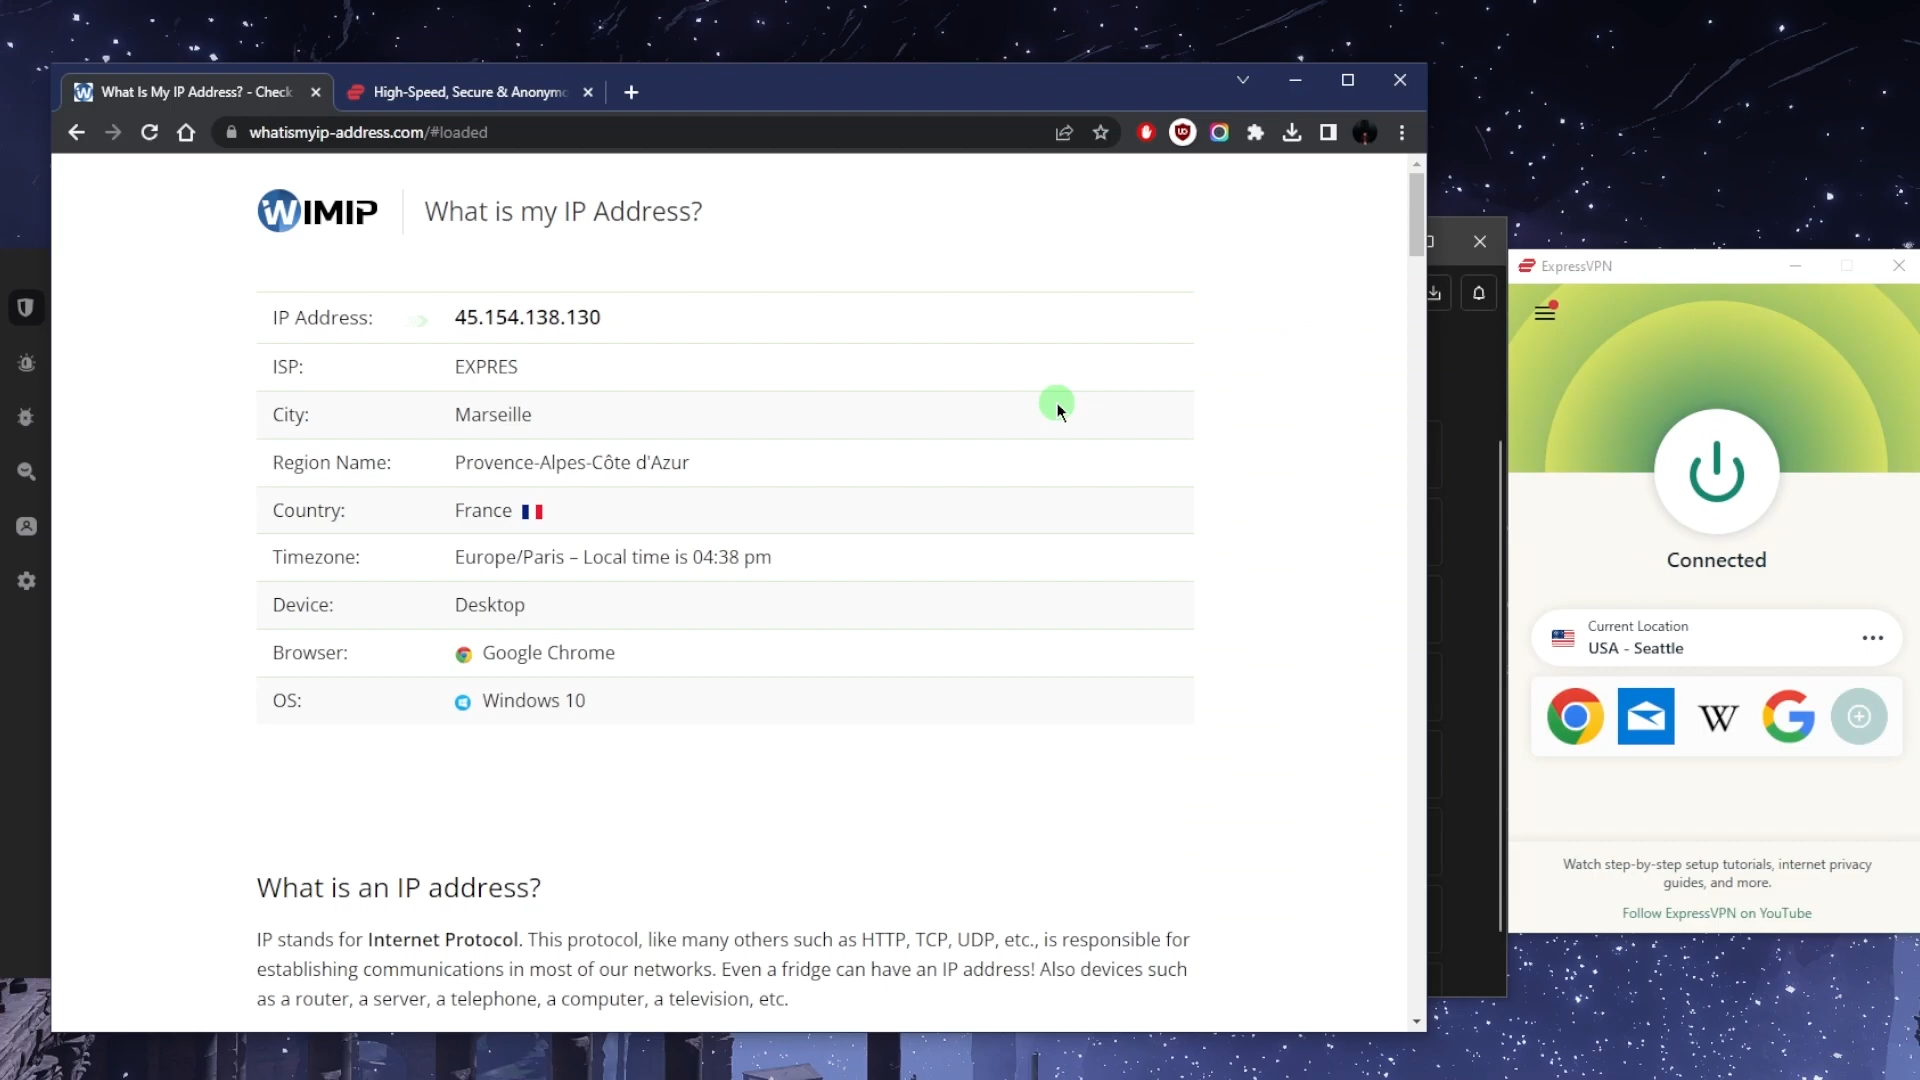 What Is My IP Address? - Check
High-Speed, Secure & Anonymo
whatismyip-address.com/#loaded
WIMIP
What is my IP Address?
IP Address: 45.154.138.130
ISP: EXPRES
City: Marseille
Region Name: Provence-Alpes-Côte d'Azur
Country: France
Timezone: Europe/Paris – Local time is 04:38 pm
Device: Desktop
Browser: Google Chrome
OS: Windows 10
What is an IP address?
IP stands for Internet Protocol. This protocol, like many others such as HTTP, TCP, UDP, etc., is responsible for
establishing communications in most of our networks. Even a fridge can have an IP address! Also devices such
as a router, a server, a telephone, a computer, a television, etc.
ExpressVPN
Connected
Current Location
USA - Seattle
W
G
Watch step-by-step setup tutorials, internet privacy
guides, and more.
Follow ExpressVPN on YouTube